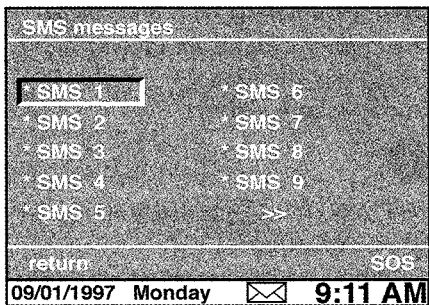 SMS messages
* SMS 1
* SMS 2
* SMS 3
* SMS 4
* SMS 5
* SMS 6
* SMS 7
* SMS 8
* SMS 9
>>
return SOS
09/01/1997 Monday 9:11 AM